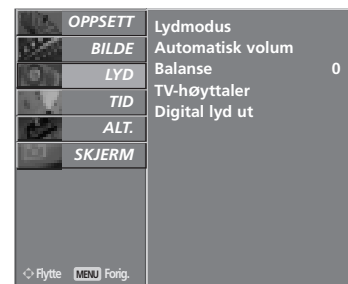 OPPSETT
BILDE
LYD
TID
ALT.
SKJERM
Lydmodus
Automatisk volum
Balanse 0
TV-høyttaler
Digital lyd ut
Flytte MENU Forig.